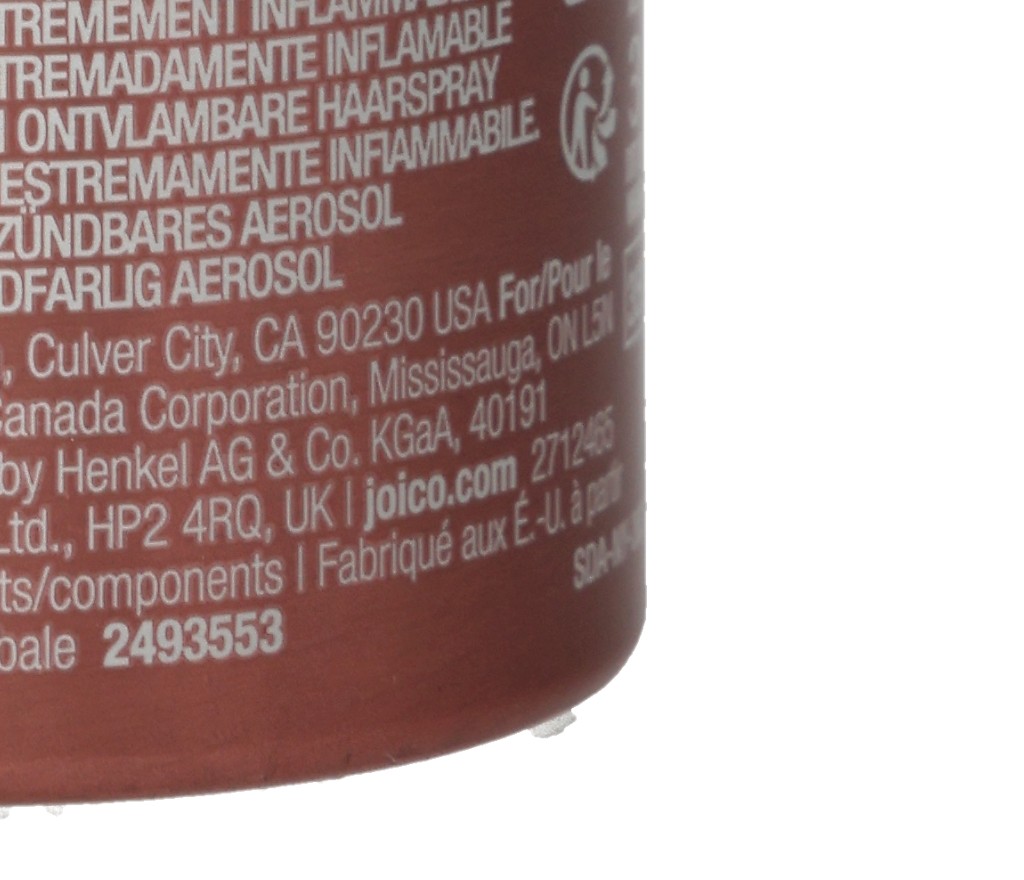 TREMEMENT INFLAMMABLE
TREMADAMENTE INFLAMABLE
ONTVLAMBARE HAARSPRAY
ESTREMAMENTE INFIAMMABILE
ZÜNDBARES AEROSOL
DFARLIG AEROSOL
, Culver City, CA 90230 USA For/Pour le
Canada Corporation, Mississauga, ON L5N
by Henkel AG & Co. KGaA, 40191
Ltd., HP2 4RQ, UK | joico.com 2712465
ts/components | Fabriqué aux É.-U. à partir
bale 2493553